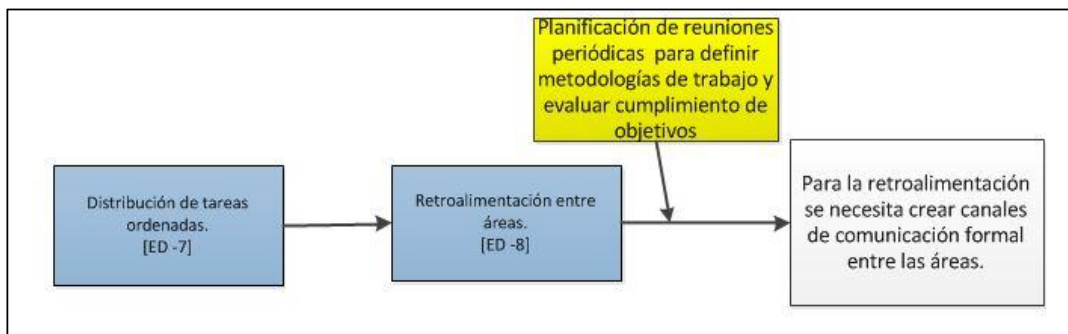 Planificación de reuniones
periódicas para definir
metodologías de trabajo y
evaluar cumplimiento de
objetivos
Distribución de tareas
ordenadas.
[ED -7]
Retroalimentación entre
áreas.
[ED -8]
Para la retroalimentación
se necesita crear canales
de comunicación formal
entre las áreas.